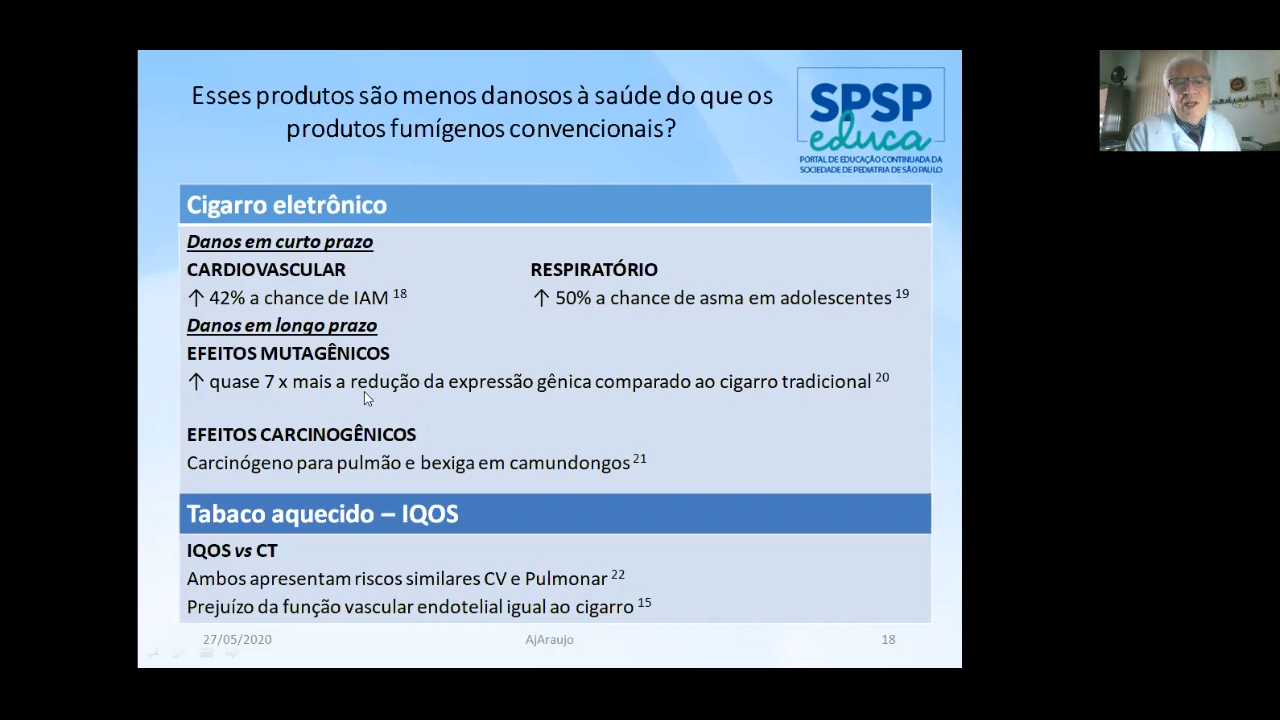 Esses produtos são menos danosos à saúde do que os
produtos fumígenos convencionais?
SPSP
educa
PORTAL DE EDUCAÇÃO CONTINUADA DA
SOCIEDADE DE PEDIATRIA DE SÃO PAULO
Cigarro eletrônico
Danos em curto prazo
CARDIOVASCULAR RESPIRATÓRIO
↑ 42% a chance de IAM 18 ↑ 50% a chance de asma em adolescentes 19
Danos em longo prazo
EFEITOS MUTAGÊNICOS
↑ quase 7 x mais a redução da expressão gênica comparado ao cigarro tradicional 20
EFEITOS CARCINOGÊNICOS
Carcinógeno para pulmão e bexiga em camundongos 21
Tabaco aquecido – IQOS
IQOS vs CT
Ambos apresentam riscos similares CV e Pulmonar 22
Prejuízo da função vascular endotelial igual ao cigarro 15
27/05/2020 AjAraujo 18